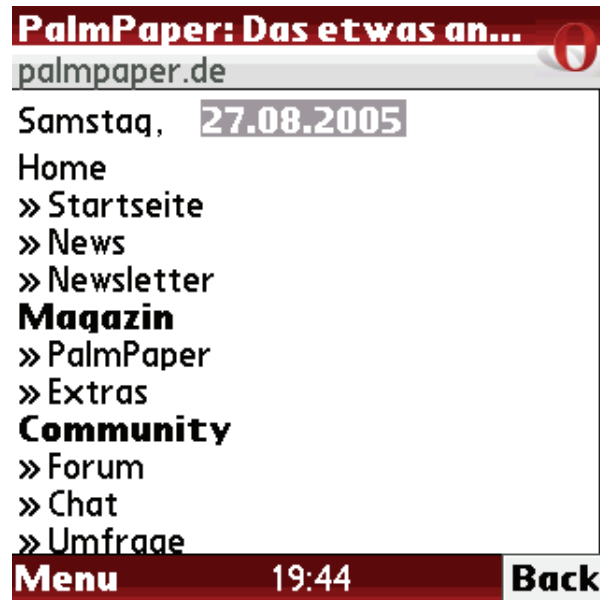 PalmPaper: Das etwas an...
palmpaper.de
Samstag, 27.08.2005
Home
» Startseite
» News
» Newsletter
Magazin
» PalmPaper
» Extras
Community
» Forum
» Chat
» Umfrage
Menu 19:44 Back